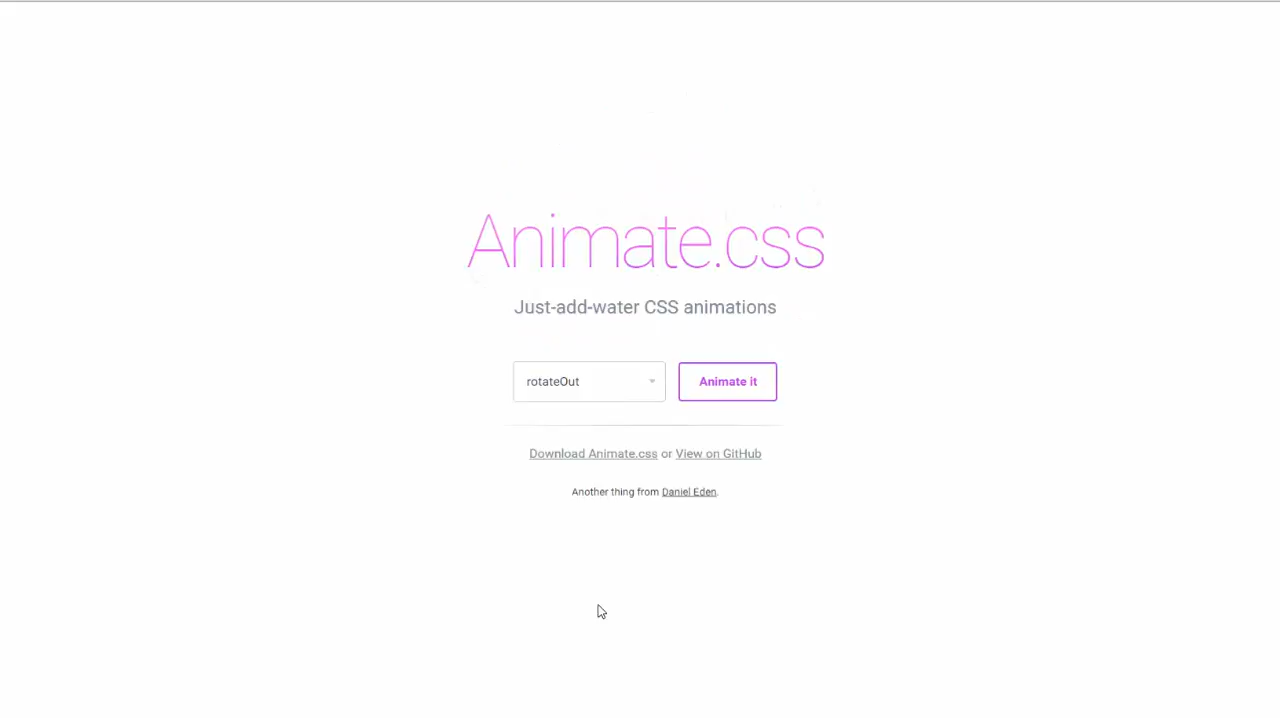 Animate.css
Just-add-water CSS animations
rotateOut Animate it
Download Animate.css or View on GitHub
Another thing from Daniel Eden.